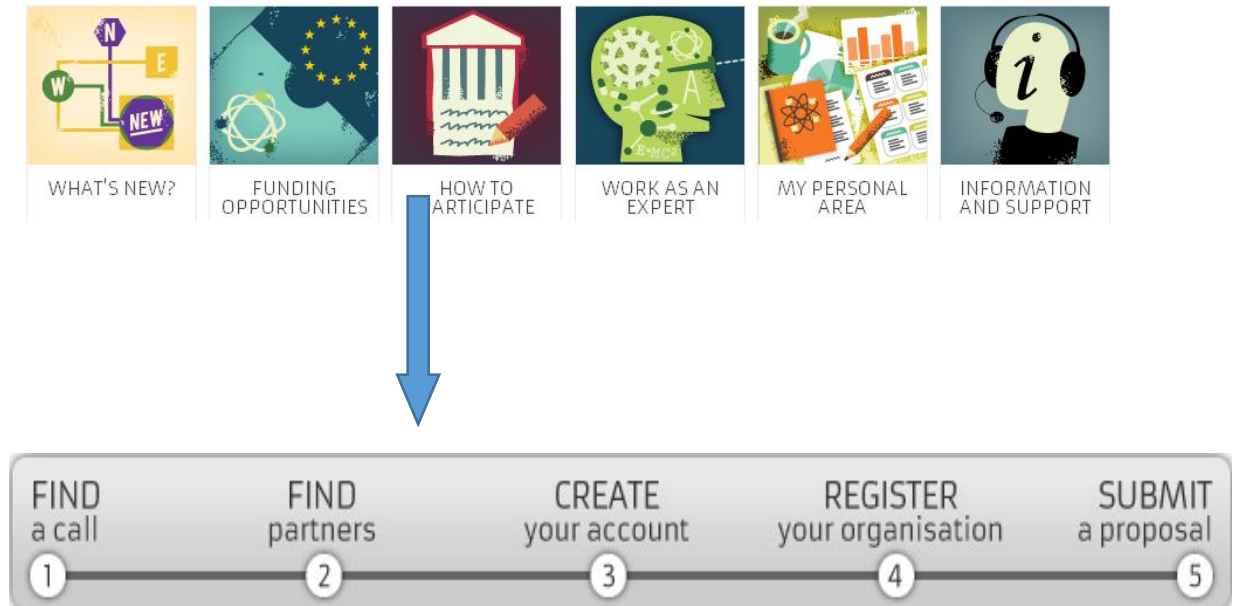 N
E
W
NEW
A
E=MC²
i
WHAT'S NEW?
FUNDING
OPPORTUNITIES
HOW TO
ARTICIPATE
WORK AS AN
EXPERT
MY PERSONAL
AREA
INFORMATION
AND SUPPORT
FIND
a call
1
FIND
partners
2
CREATE
your account
3
REGISTER
your organisation
4
SUBMIT
a proposal
5